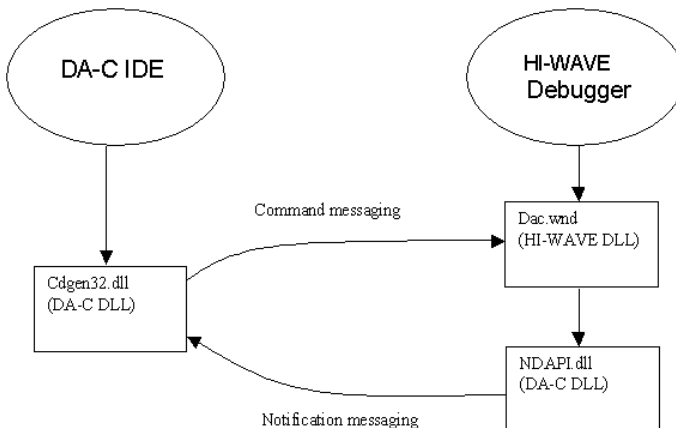 DA-C IDE
HI-WAVE
Debugger
Command messaging
Dac.wnd
(HI-WAVE DLL)
Cdgen32.dll
(DA-C DLL)
NDAPI.dll
(DA-C DLL)
Notification messaging